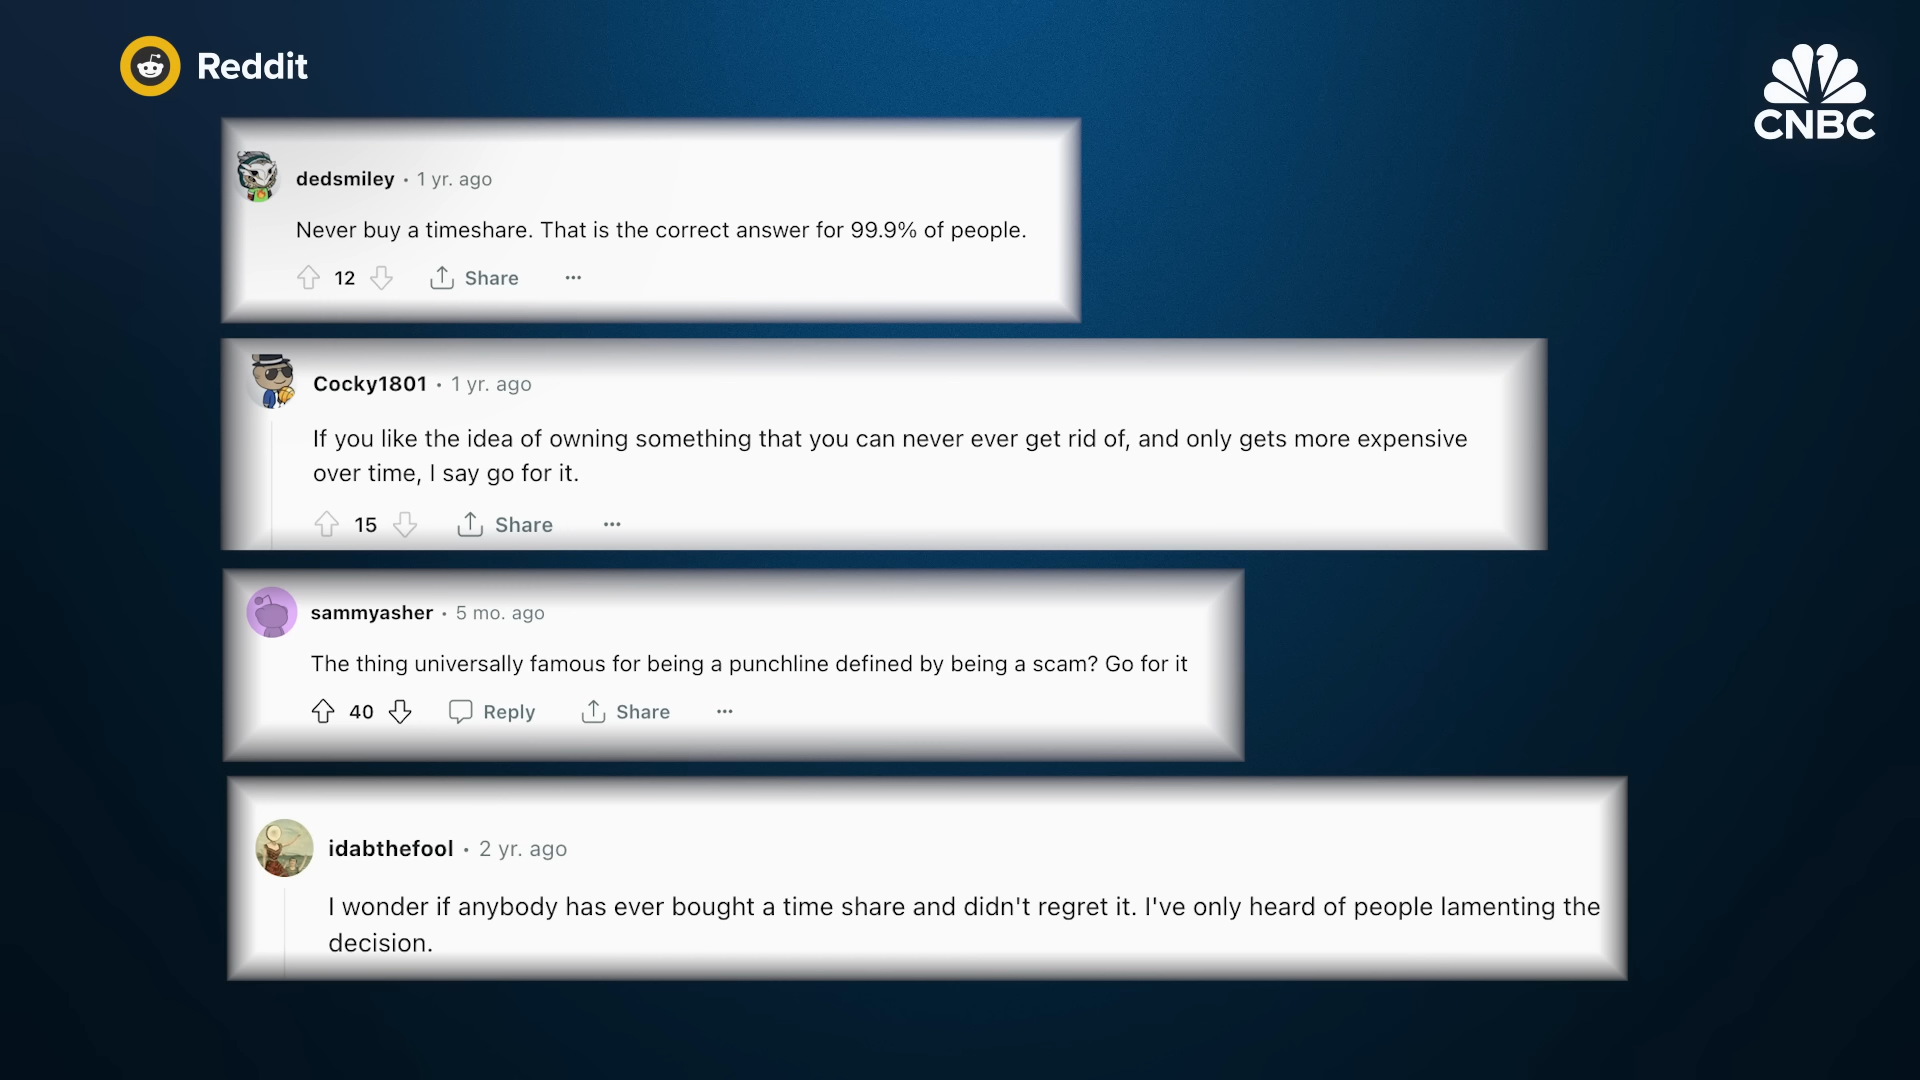 Reddit
CNBC
dedsmiley · 1 yr. ago
Never buy a timeshare. That is the correct answer for 99.9% of people.
12 Share ···
Cocky1801 · 1 yr. ago
If you like the idea of owning something that you can never ever get rid of, and only gets more expensive
over time, I say go for it.
15 Share ···
sammyasher · 5 mo. ago
The thing universally famous for being a punchline defined by being a scam? Go for it
40 Reply Share ···
idabthefool · 2 yr. ago
I wonder if anybody has ever bought a time share and didn't regret it. I've only heard of people lamenting the
decision.